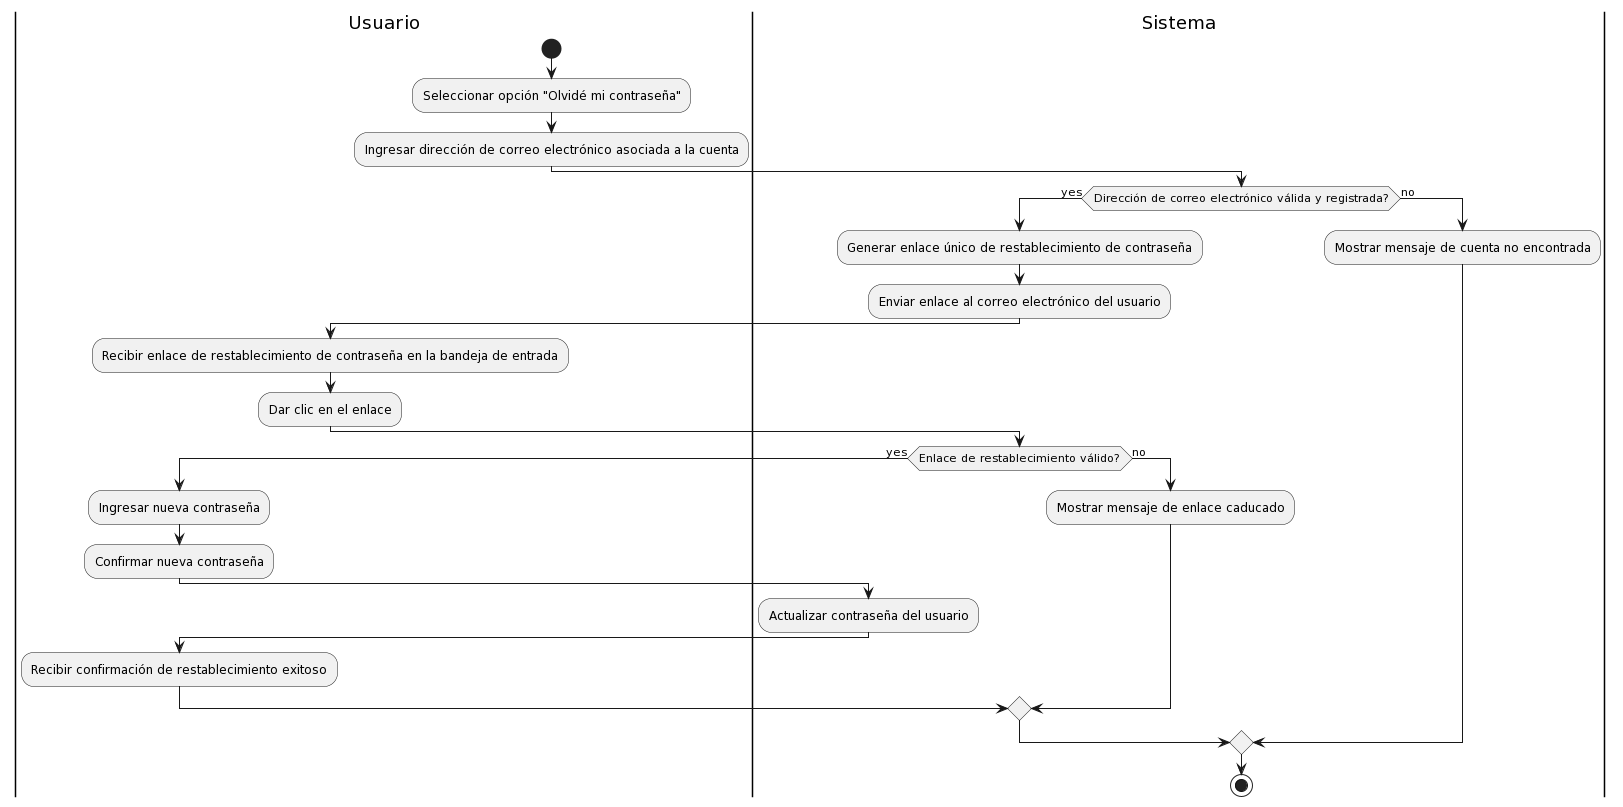 Usuario
Sistema
Seleccionar opción "Olvidé mi contraseña"
Ingresar dirección de correo electrónico asociada a la cuenta
yes
Dirección de correo electrónico válida y registrada?
no
Generar enlace único de restablecimiento de contraseña
Mostrar mensaje de cuenta no encontrada
Enviar enlace al correo electrónico del usuario
Recibir enlace de restablecimiento de contraseña en la bandeja de entrada
Dar clic en el enlace
yes
Enlace de restablecimiento válido?
no
Ingresar nueva contraseña
Mostrar mensaje de enlace caducado
Confirmar nueva contraseña
Actualizar contraseña del usuario
Recibir confirmación de restablecimiento exitoso